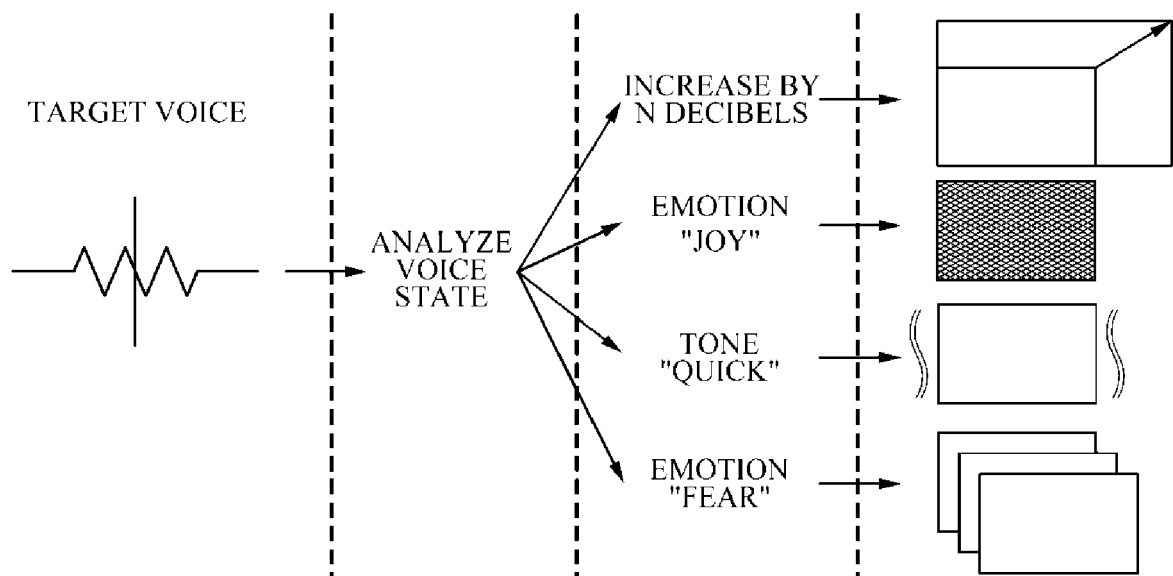 TARGET VOICE
ANALYZE
VOICE
STATE
INCREASE BY
N DECIBELS
EMOTION
"JOY"
TONE
"QUICK"
EMOTION
"FEAR"